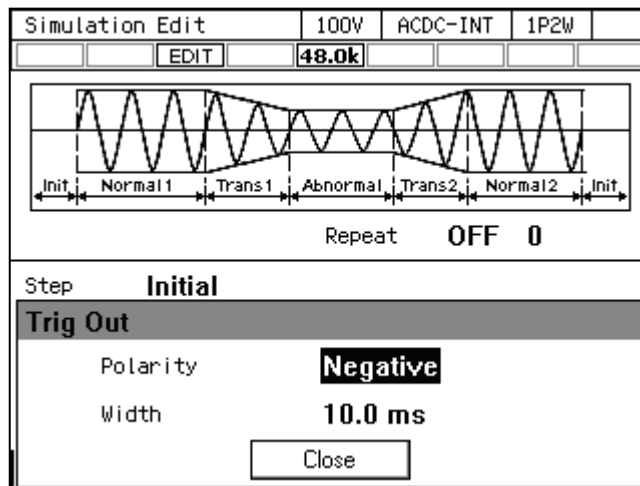 Simulation Edit 100V ACDC-INT 1P2W
EDIT 48.0k
Init Normal1 Trans1 Abnormal Trans2 Normal2 Init
Repeat OFF 0
Step Initial
Trig Out
Polarity Negative
Width 10.0 ms
Close